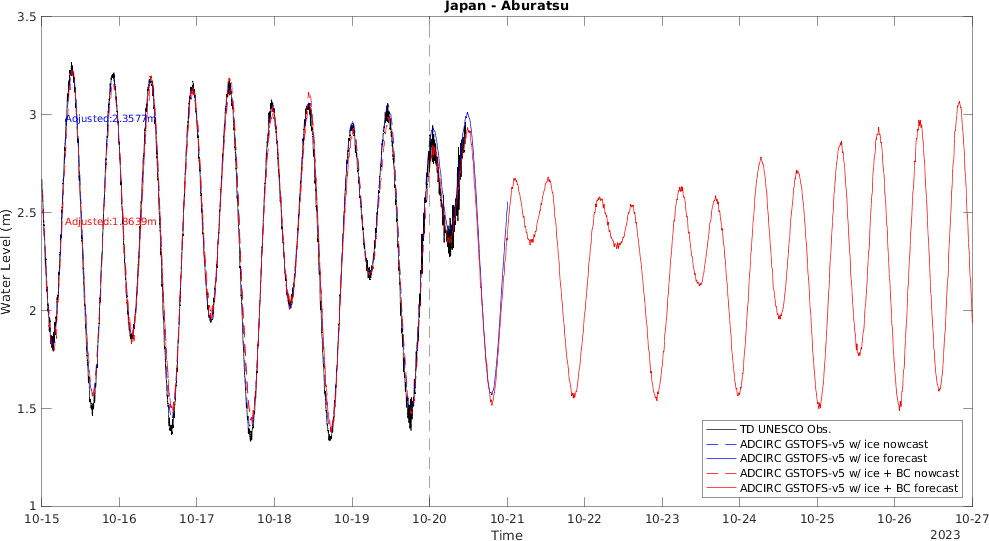 Japan - Aburatsu
3.5
3
2.5
2
1.5
1
Water Level (m)
Adjusted:2.3577m
Adjusted:1.8639m
TD UNESCO Obs.
ADCIRC GSTOFS-v5 w/ ice nowcast
ADCIRC GSTOFS-v5 w/ ice forecast
ADCIRC GSTOFS-v5 w/ ice + BC nowcast
ADCIRC GSTOFS-v5 w/ ice + BC forecast
10-15 10-16 10-17 10-18 10-19 10-20 10-21 10-22 10-23 10-24 10-25 10-26 10-27
Time
2023